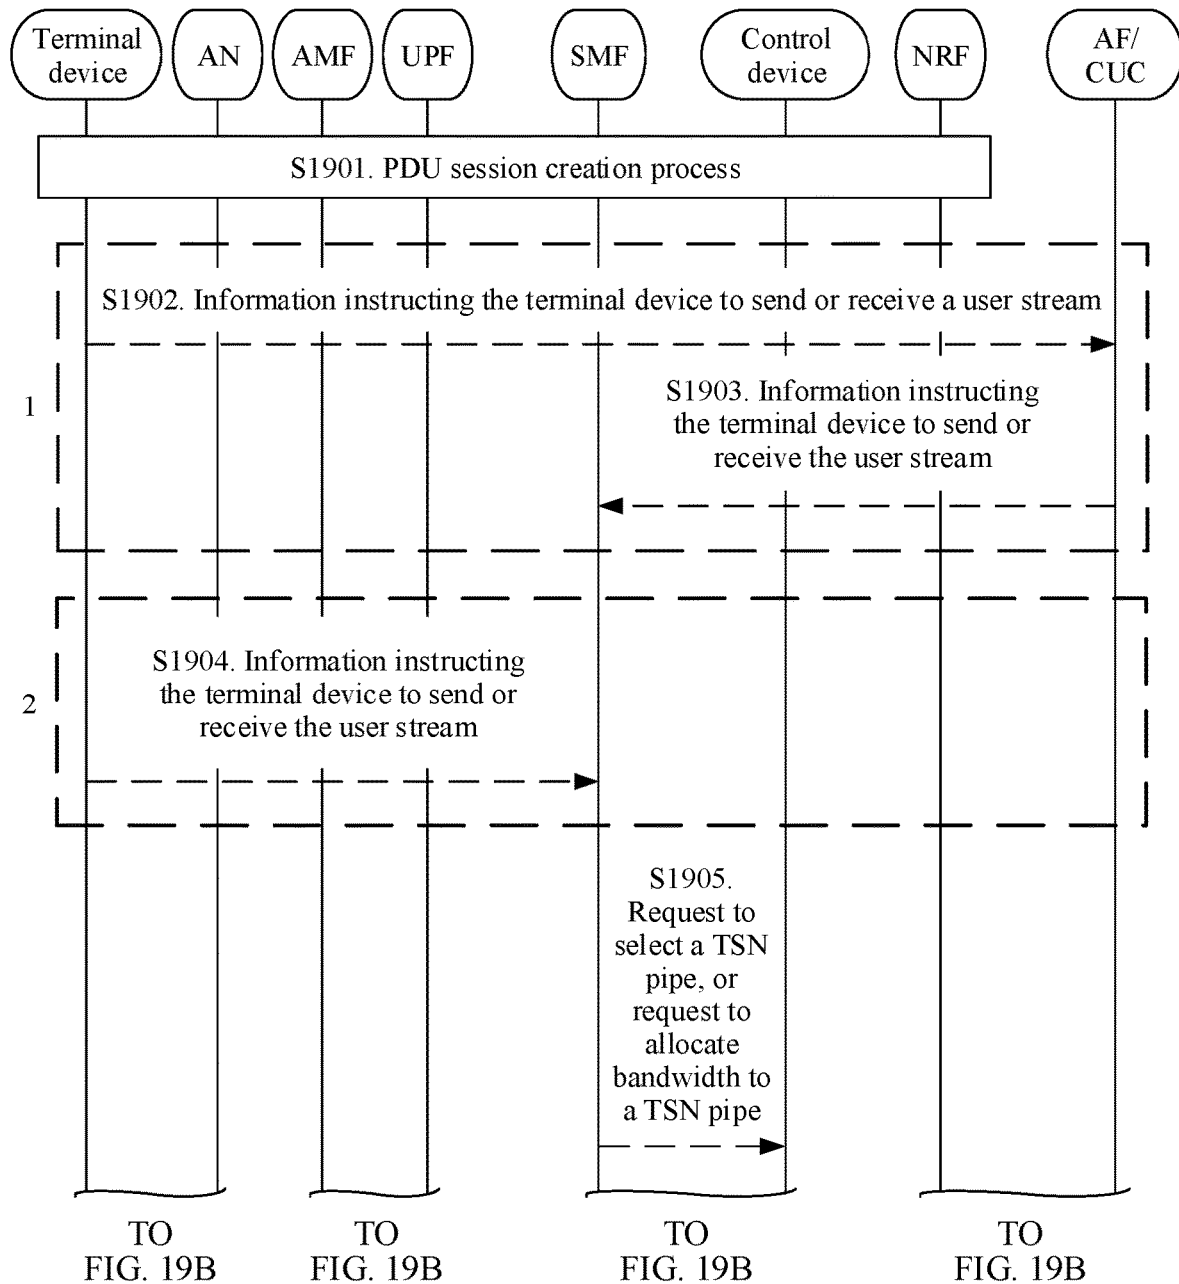 Terminal
device
AN
AMF
UPF
SMF
Control
device
NRF
AF/
CUC
S1901. PDU session creation process
S1902. Information instructing the terminal device to send or receive a user stream
1
S1903. Information instructing
the terminal device to send or
receive the user stream
2
S1904. Information instructing
the terminal device to send or
receive the user stream
S1905.
Request to
select a TSN
pipe, or
request to
allocate
bandwidth to
a TSN pipe
TO
FIG. 19B
TO
FIG. 19B
TO
FIG. 19B
TO
FIG. 19B